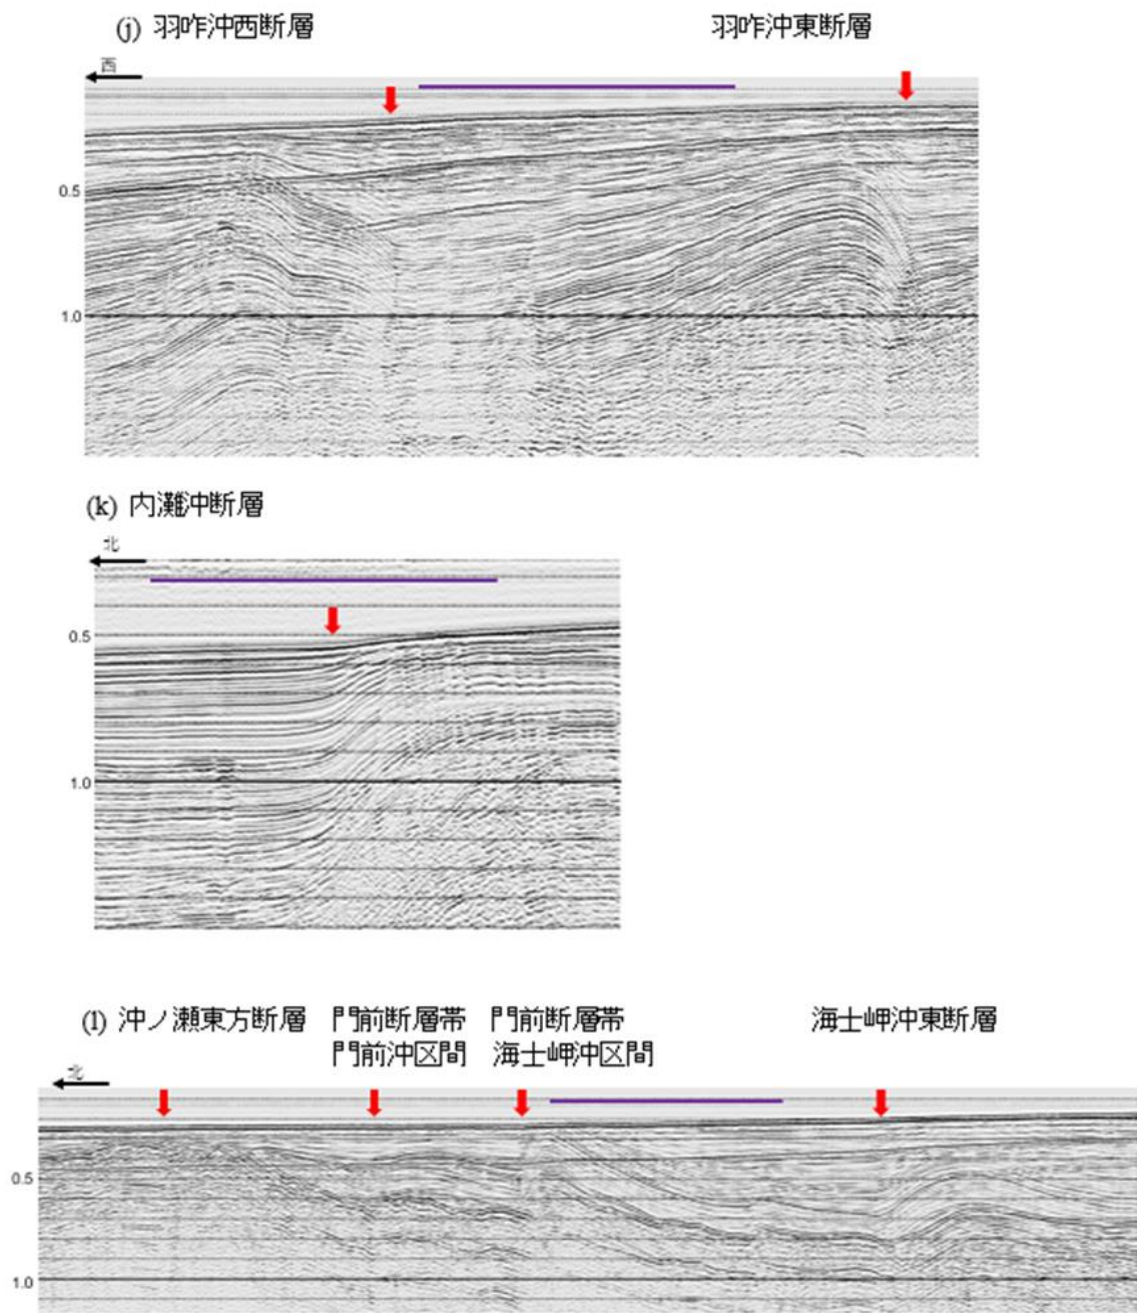 (j) 羽咋沖西断層 羽咋沖東断層
西
0.5
1.0
(k) 内灘沖断層
北
0.5
1.0
(l) 沖ノ瀬東方断層 門前断層帯 門前断層帯 海士岬沖東断層
門前沖区間 海士岬沖区間
北
0.5
1.0